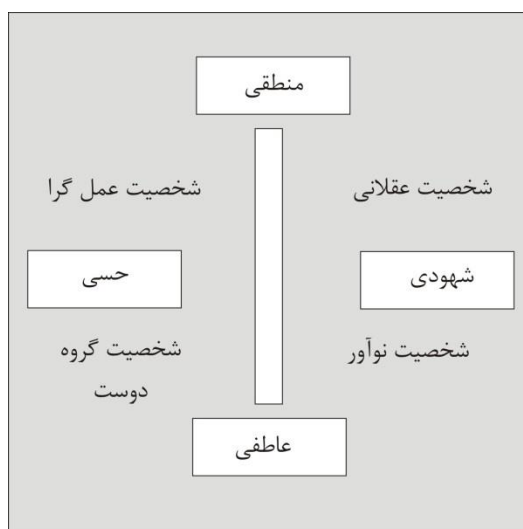 منطقی
شخصیت عقلانی
شخصیت عمل گرا
شهودی
حسی
شخصیت نوآور
شخصیت گروه
دوست
عاطفی